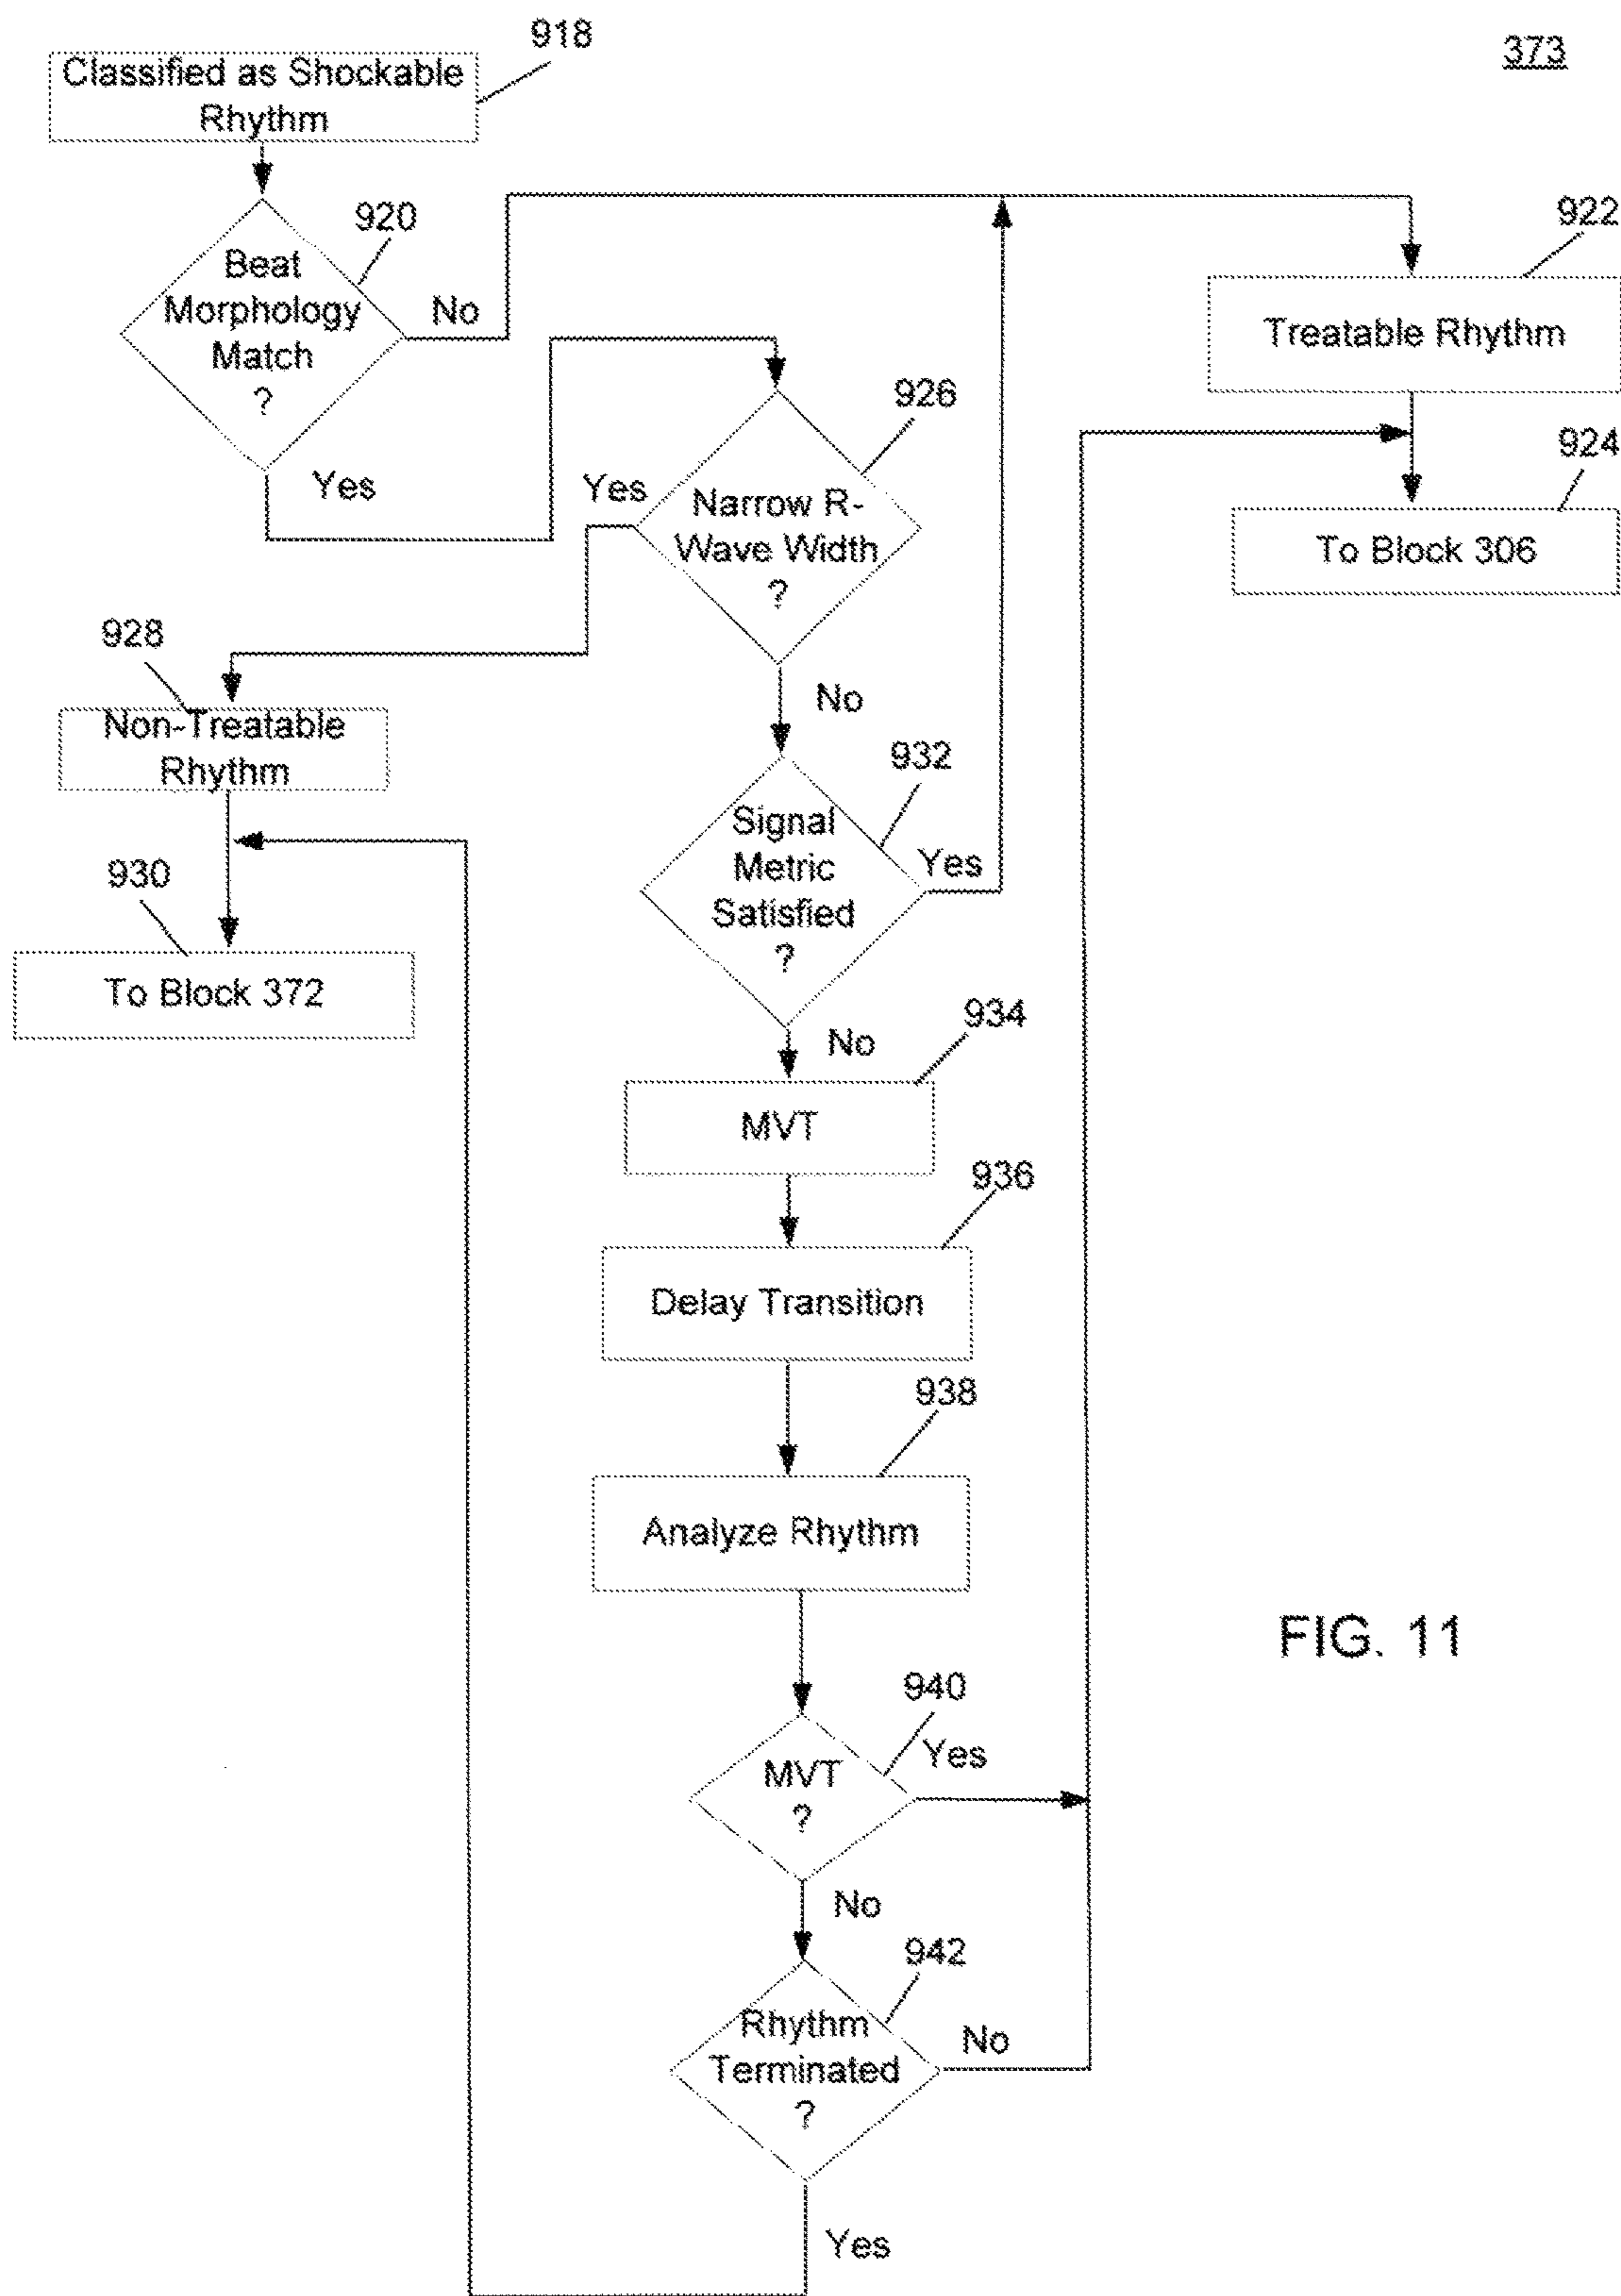 918
373
Classified as Shockable
Rhythm
920
922
Beat
Morphology
Match
?
No
Treatable Rhythm
926
924
Yes
Yes
Narrow R-
Wave Width
?
To Block 306
928
No
Non-Treatable
Rhythm
932
Signal
Metric
Satisfied
?
Yes
930
To Block 372
934
No
MVT
936
Delay Transition
938
Analyze Rhythm
FIG. 11
940
Yes
MVT
?
No
942
Rhythm
Terminated
?
No
Yes